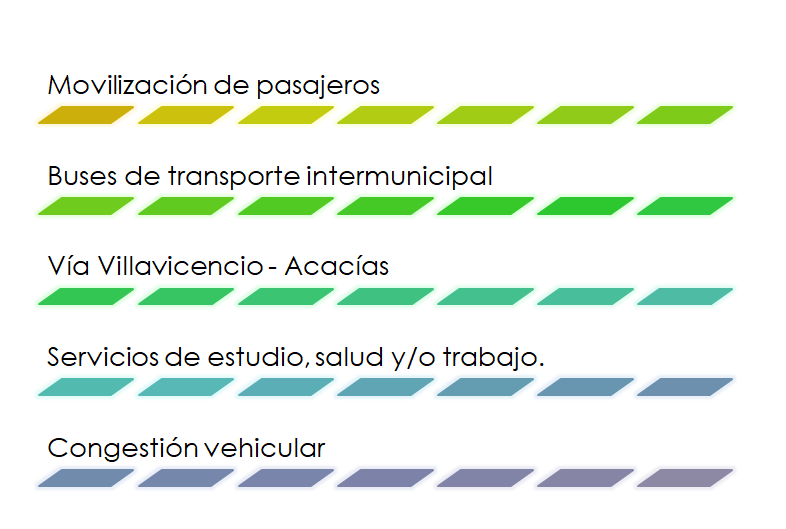 Movilización de pasajeros
Buses de transporte intermunicipal
Vía Villavicencio - Acacías
Servicios de estudio, salud y/o trabajo.
Congestión vehicular